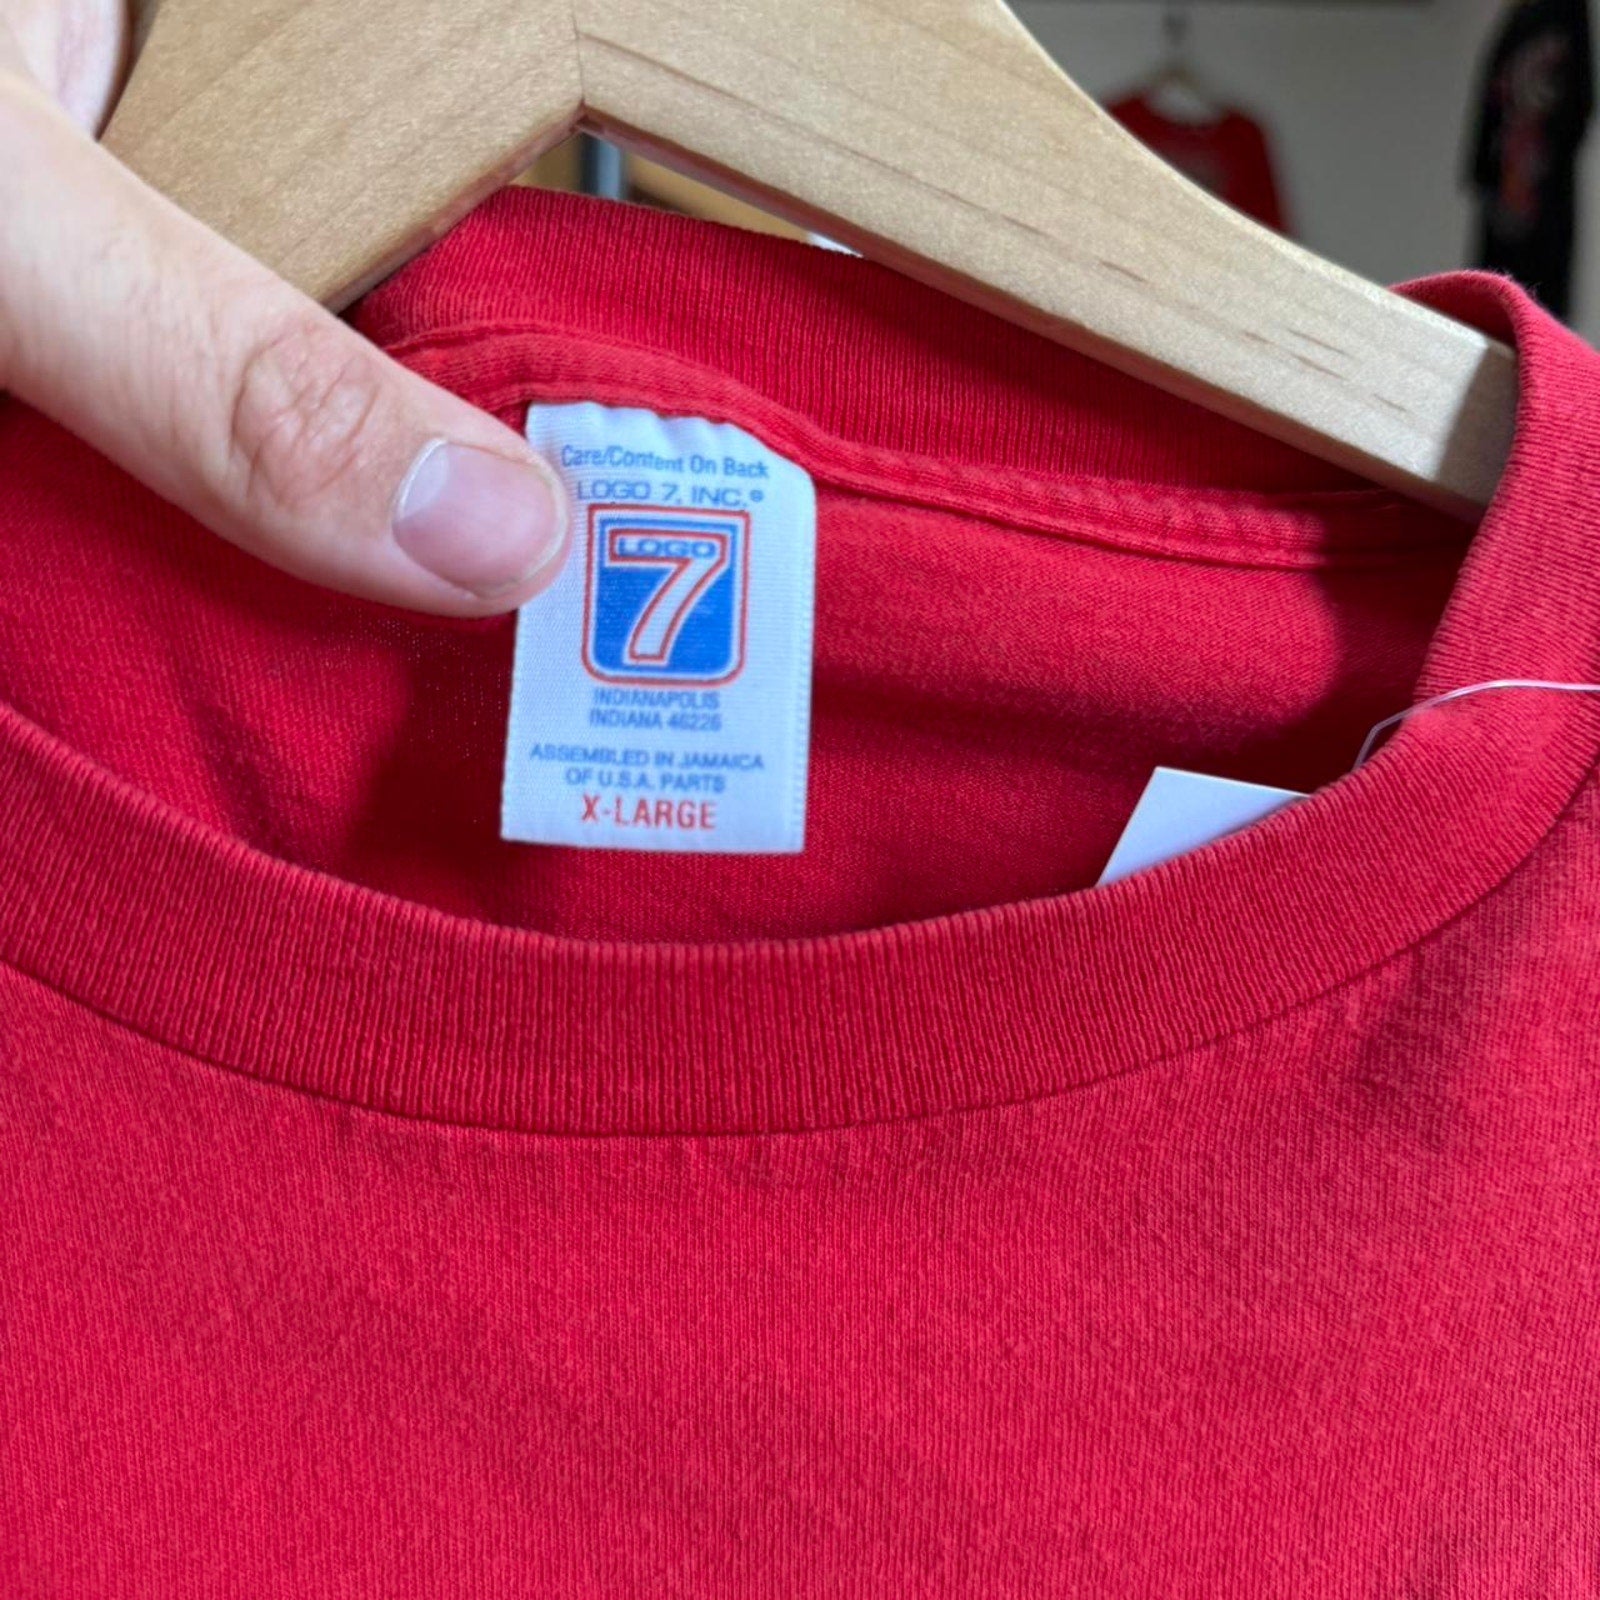 Care/Content On Back
LOGO 7, INC.®
LOGO
7
INDIANAPOLIS
INDIANA 46226
ASSEMBLED IN JAMAICA
OF U.S.A. PARTS
X-LARGE